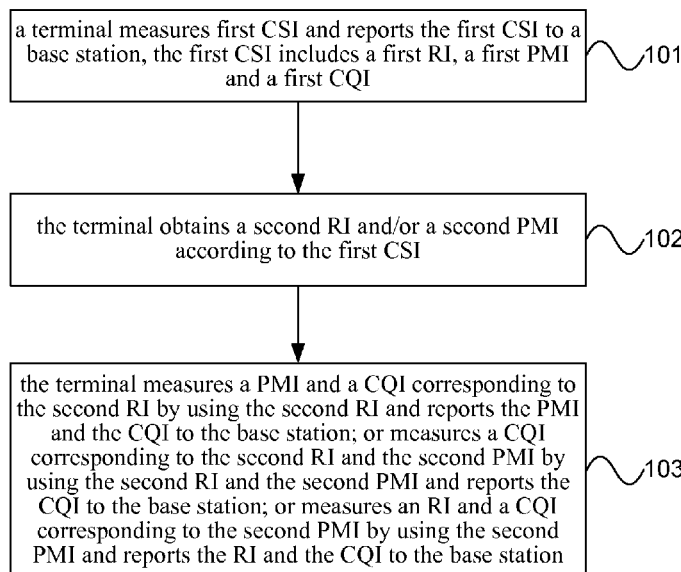 a terminal measures first CSI and reports the first CSI to a
base station, the first CSI includes a first RI, a first PMI
and a first CQI
101
the terminal obtains a second RI and/or a second PMI
according to the first CSI
102
the terminal measures a PMI and a CQI corresponding to
the second RI by using the second RI and reports the PMI
and the CQI to the base station; or measures a CQI
corresponding to the second RI and the second PMI by
using the second RI and the second PMI and reports the
CQI to the base station; or measures an RI and a CQI
corresponding to the second PMI by using the second
PMI and reports the RI and the CQI to the base station
103